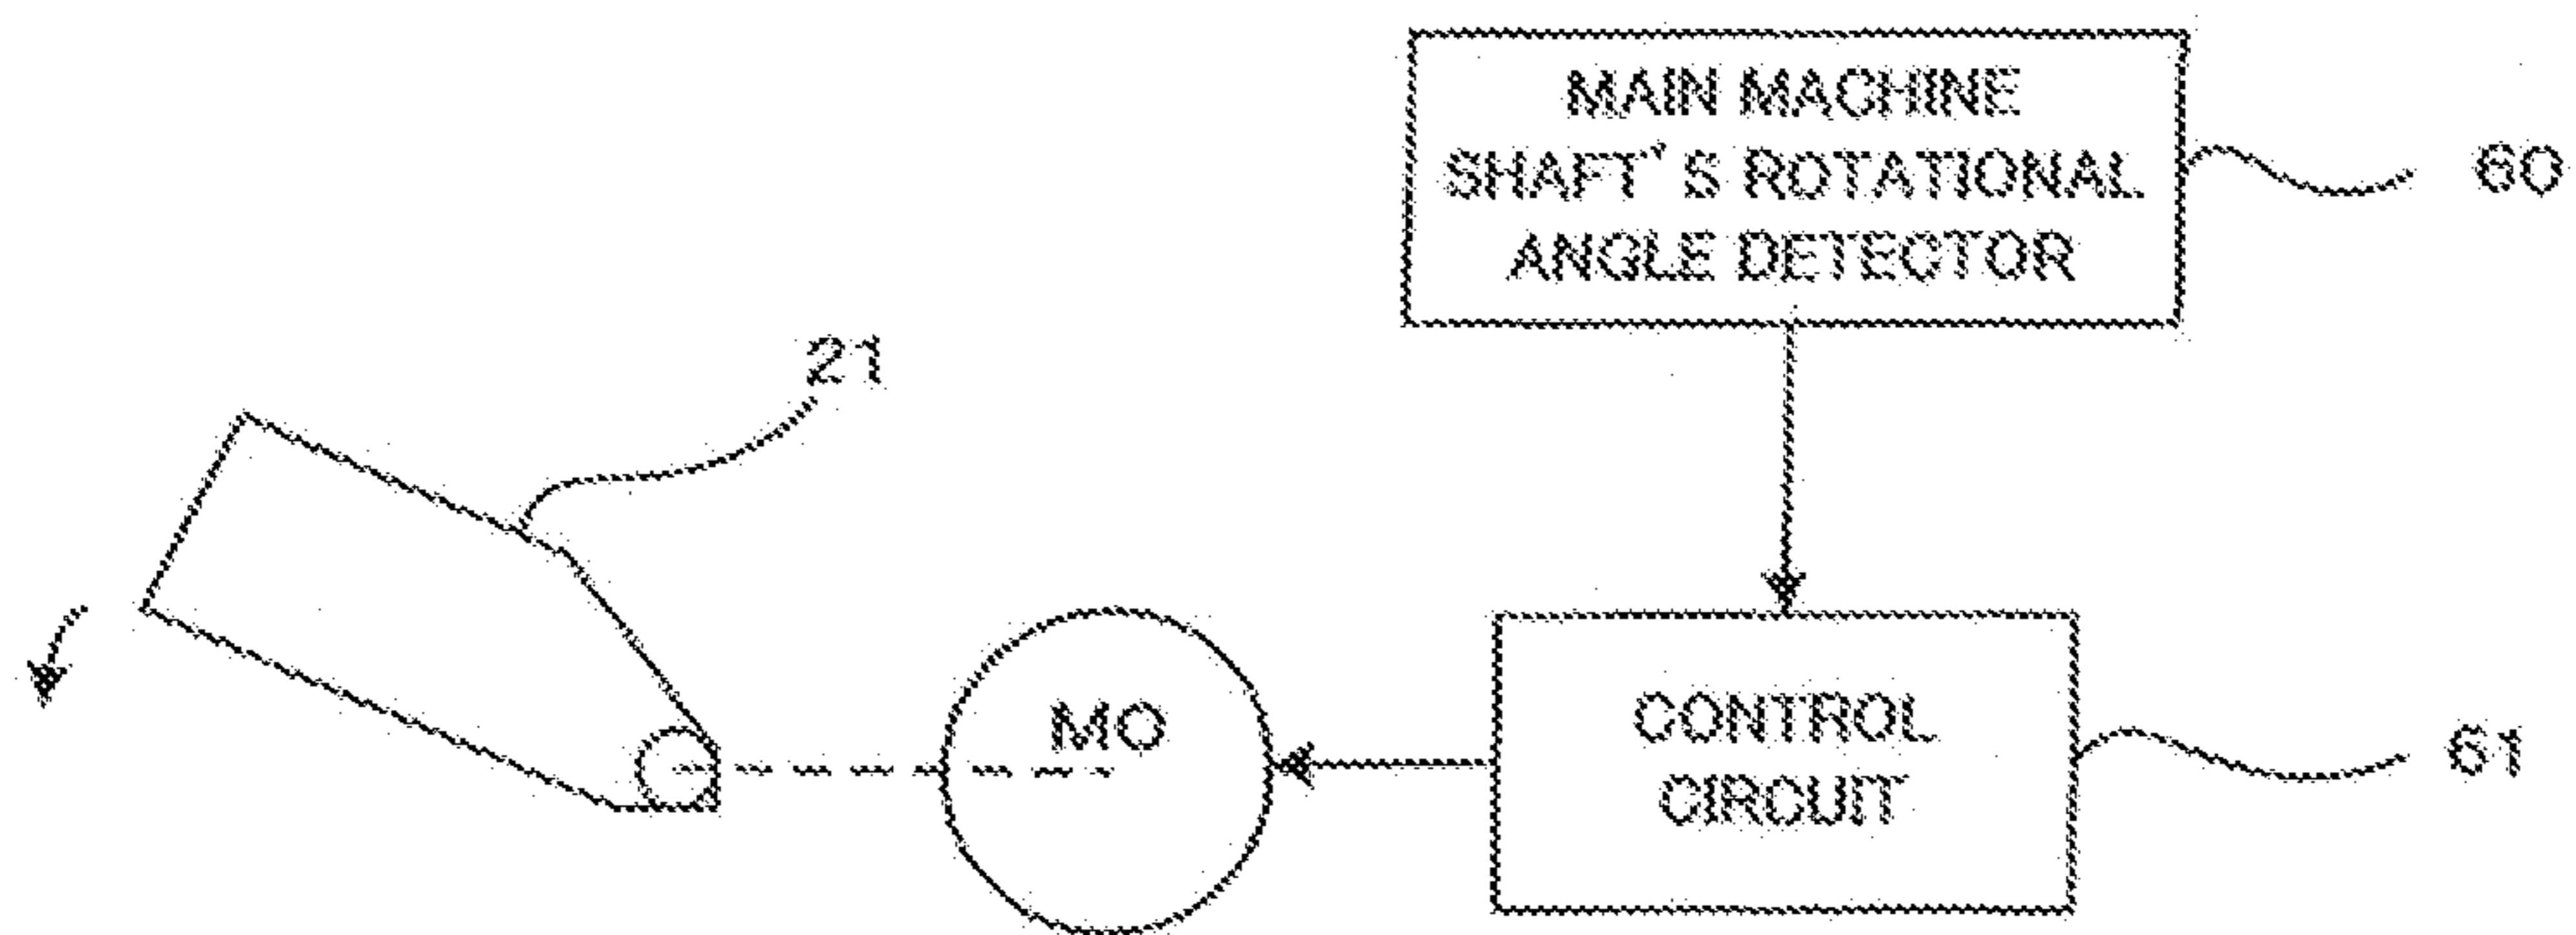 MAIN MACHINE
SHAFT'S ROTATIONAL
ANGLE DETECTOR
60
21
MO
CONTROL
CIRCUIT
61